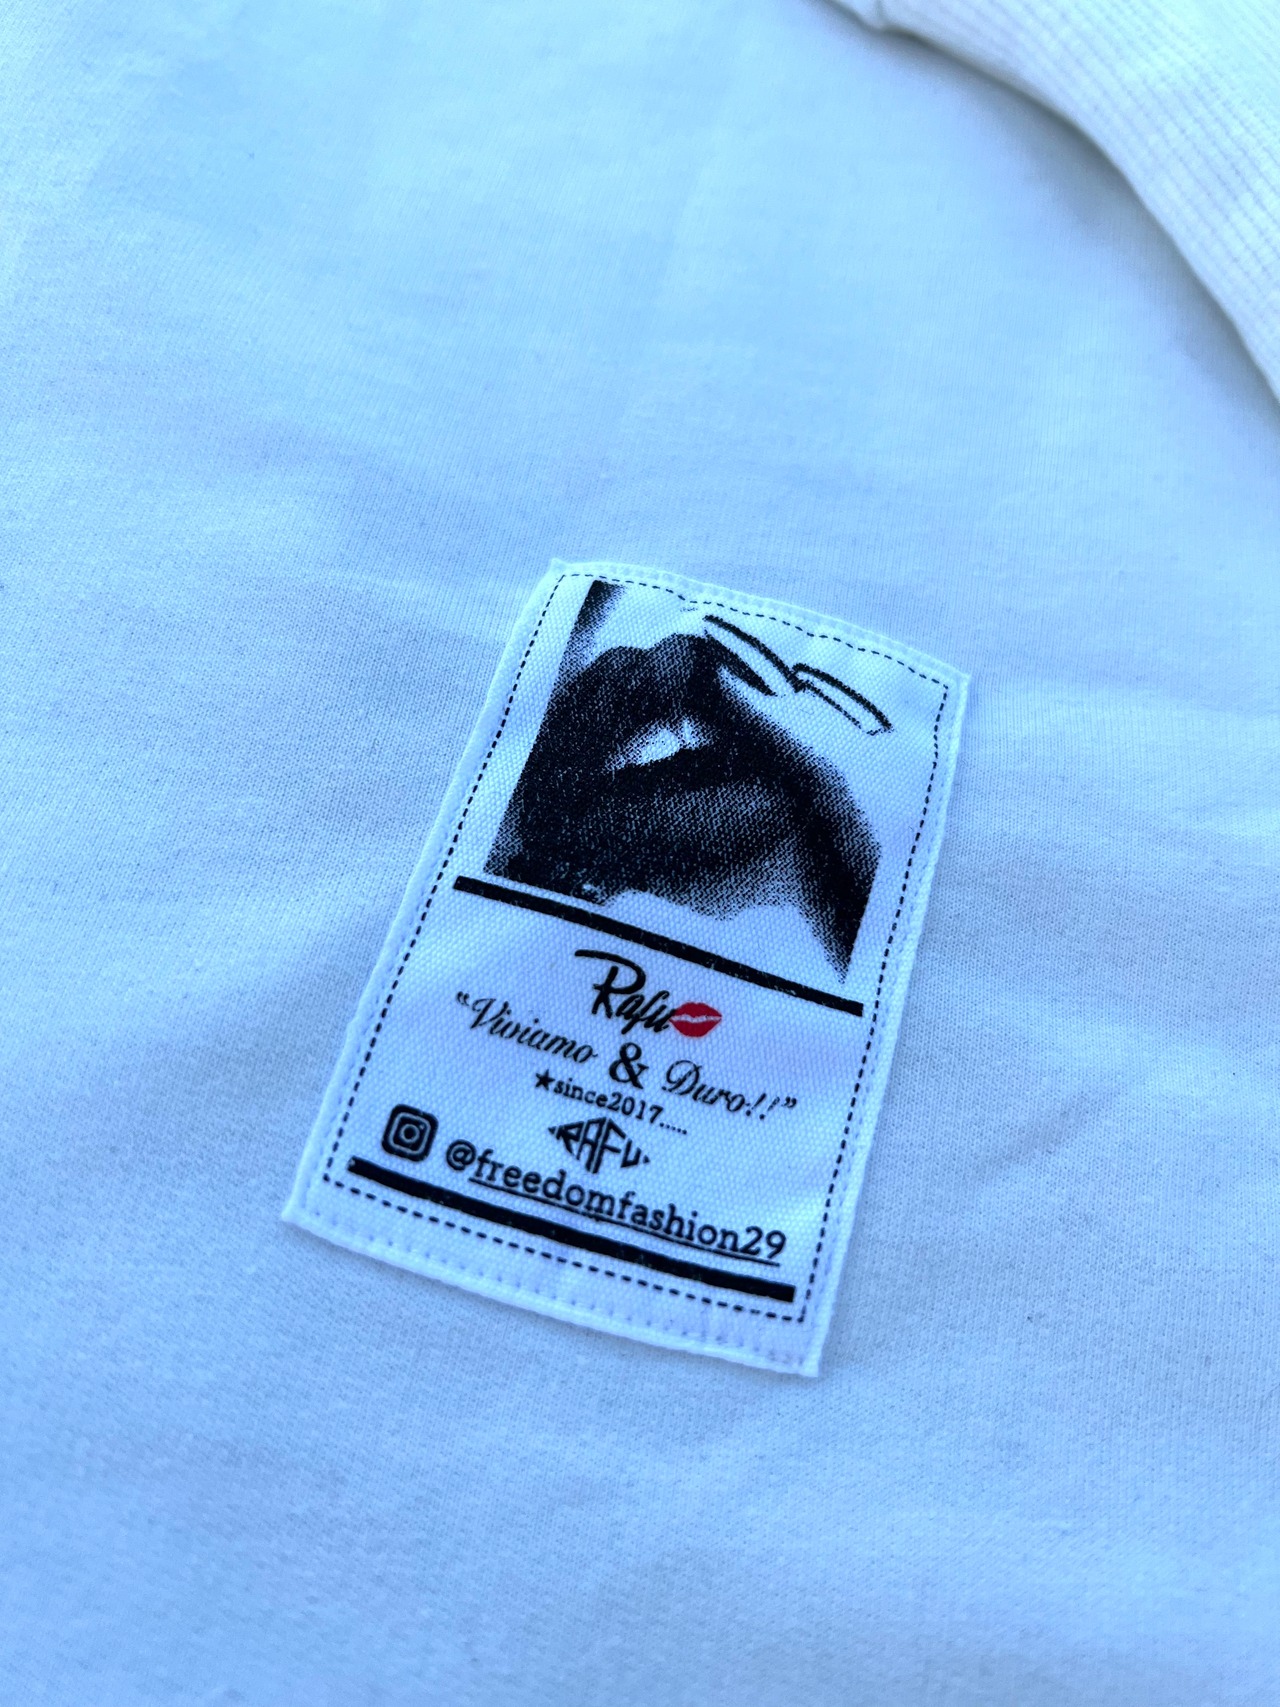 Rafu
"Viviamo & Duro!!"
★since2017.....
RAFU
@freedomfashion29